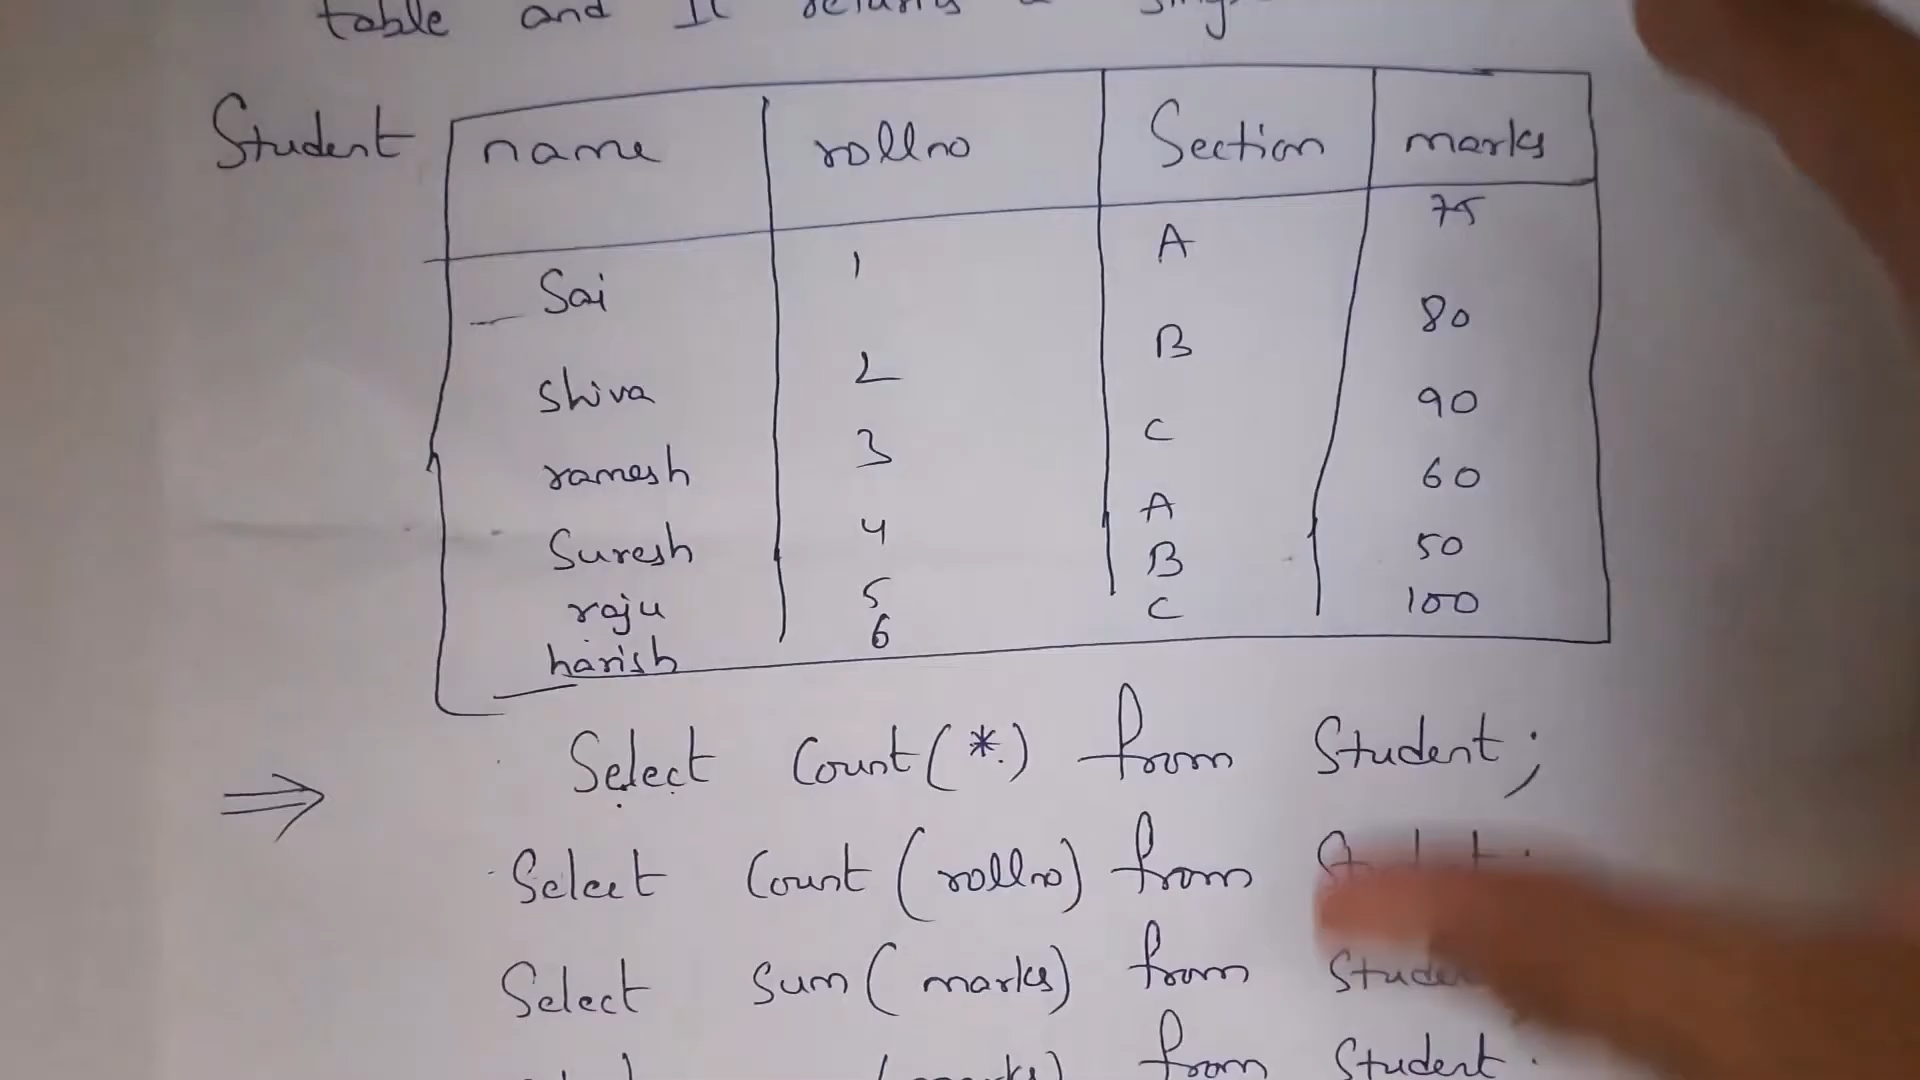 table and It returns a
Student name rollno Section marks
Sai 1 A 75
Shiva 2 B 80
ramesh 3 C 90
Suresh 4 A 60
raju 5 B 50
harish 6 C 100
⇒ Select Count(*) from Student;
Select Count (rollno) from
Select Sum (marks) from
from Student